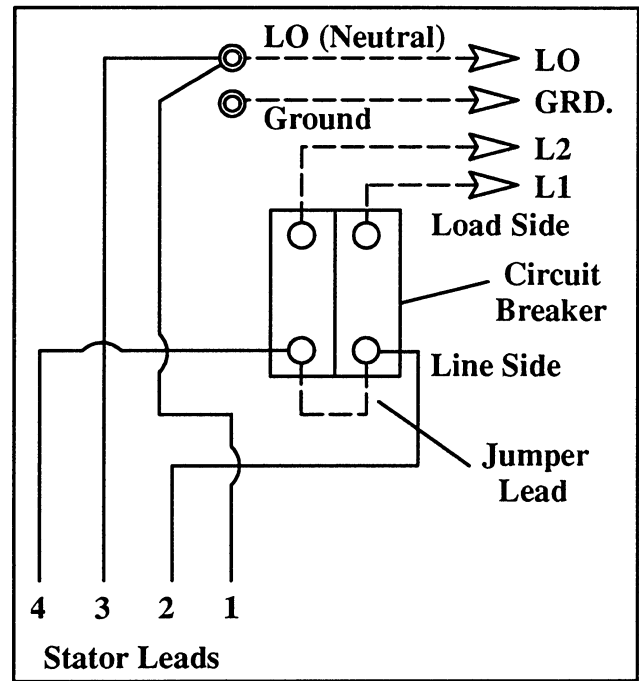 LO (Neutral)
LO
GRD.
Ground
L2
L1
Load Side
Circuit
Breaker
Line Side
Jumper
Lead
4 3 2 1
Stator Leads